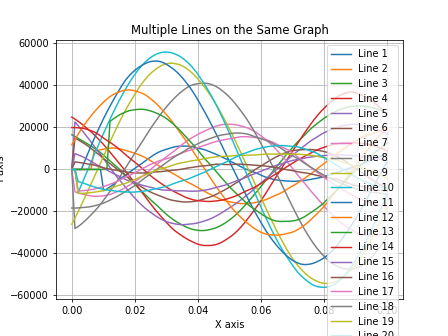 Multiple Lines on the Same Graph
60000
40000
20000
0
−20000
−40000
−60000
0.00
0.02
0.04
0.06
0.08
X axis
Line 1
Line 2
Line 3
Line 4
Line 5
Line 6
Line 7
Line 8
Line 9
Line 10
Line 11
Line 12
Line 13
Line 14
Line 15
Line 16
Line 17
Line 18
Line 19
Line 20